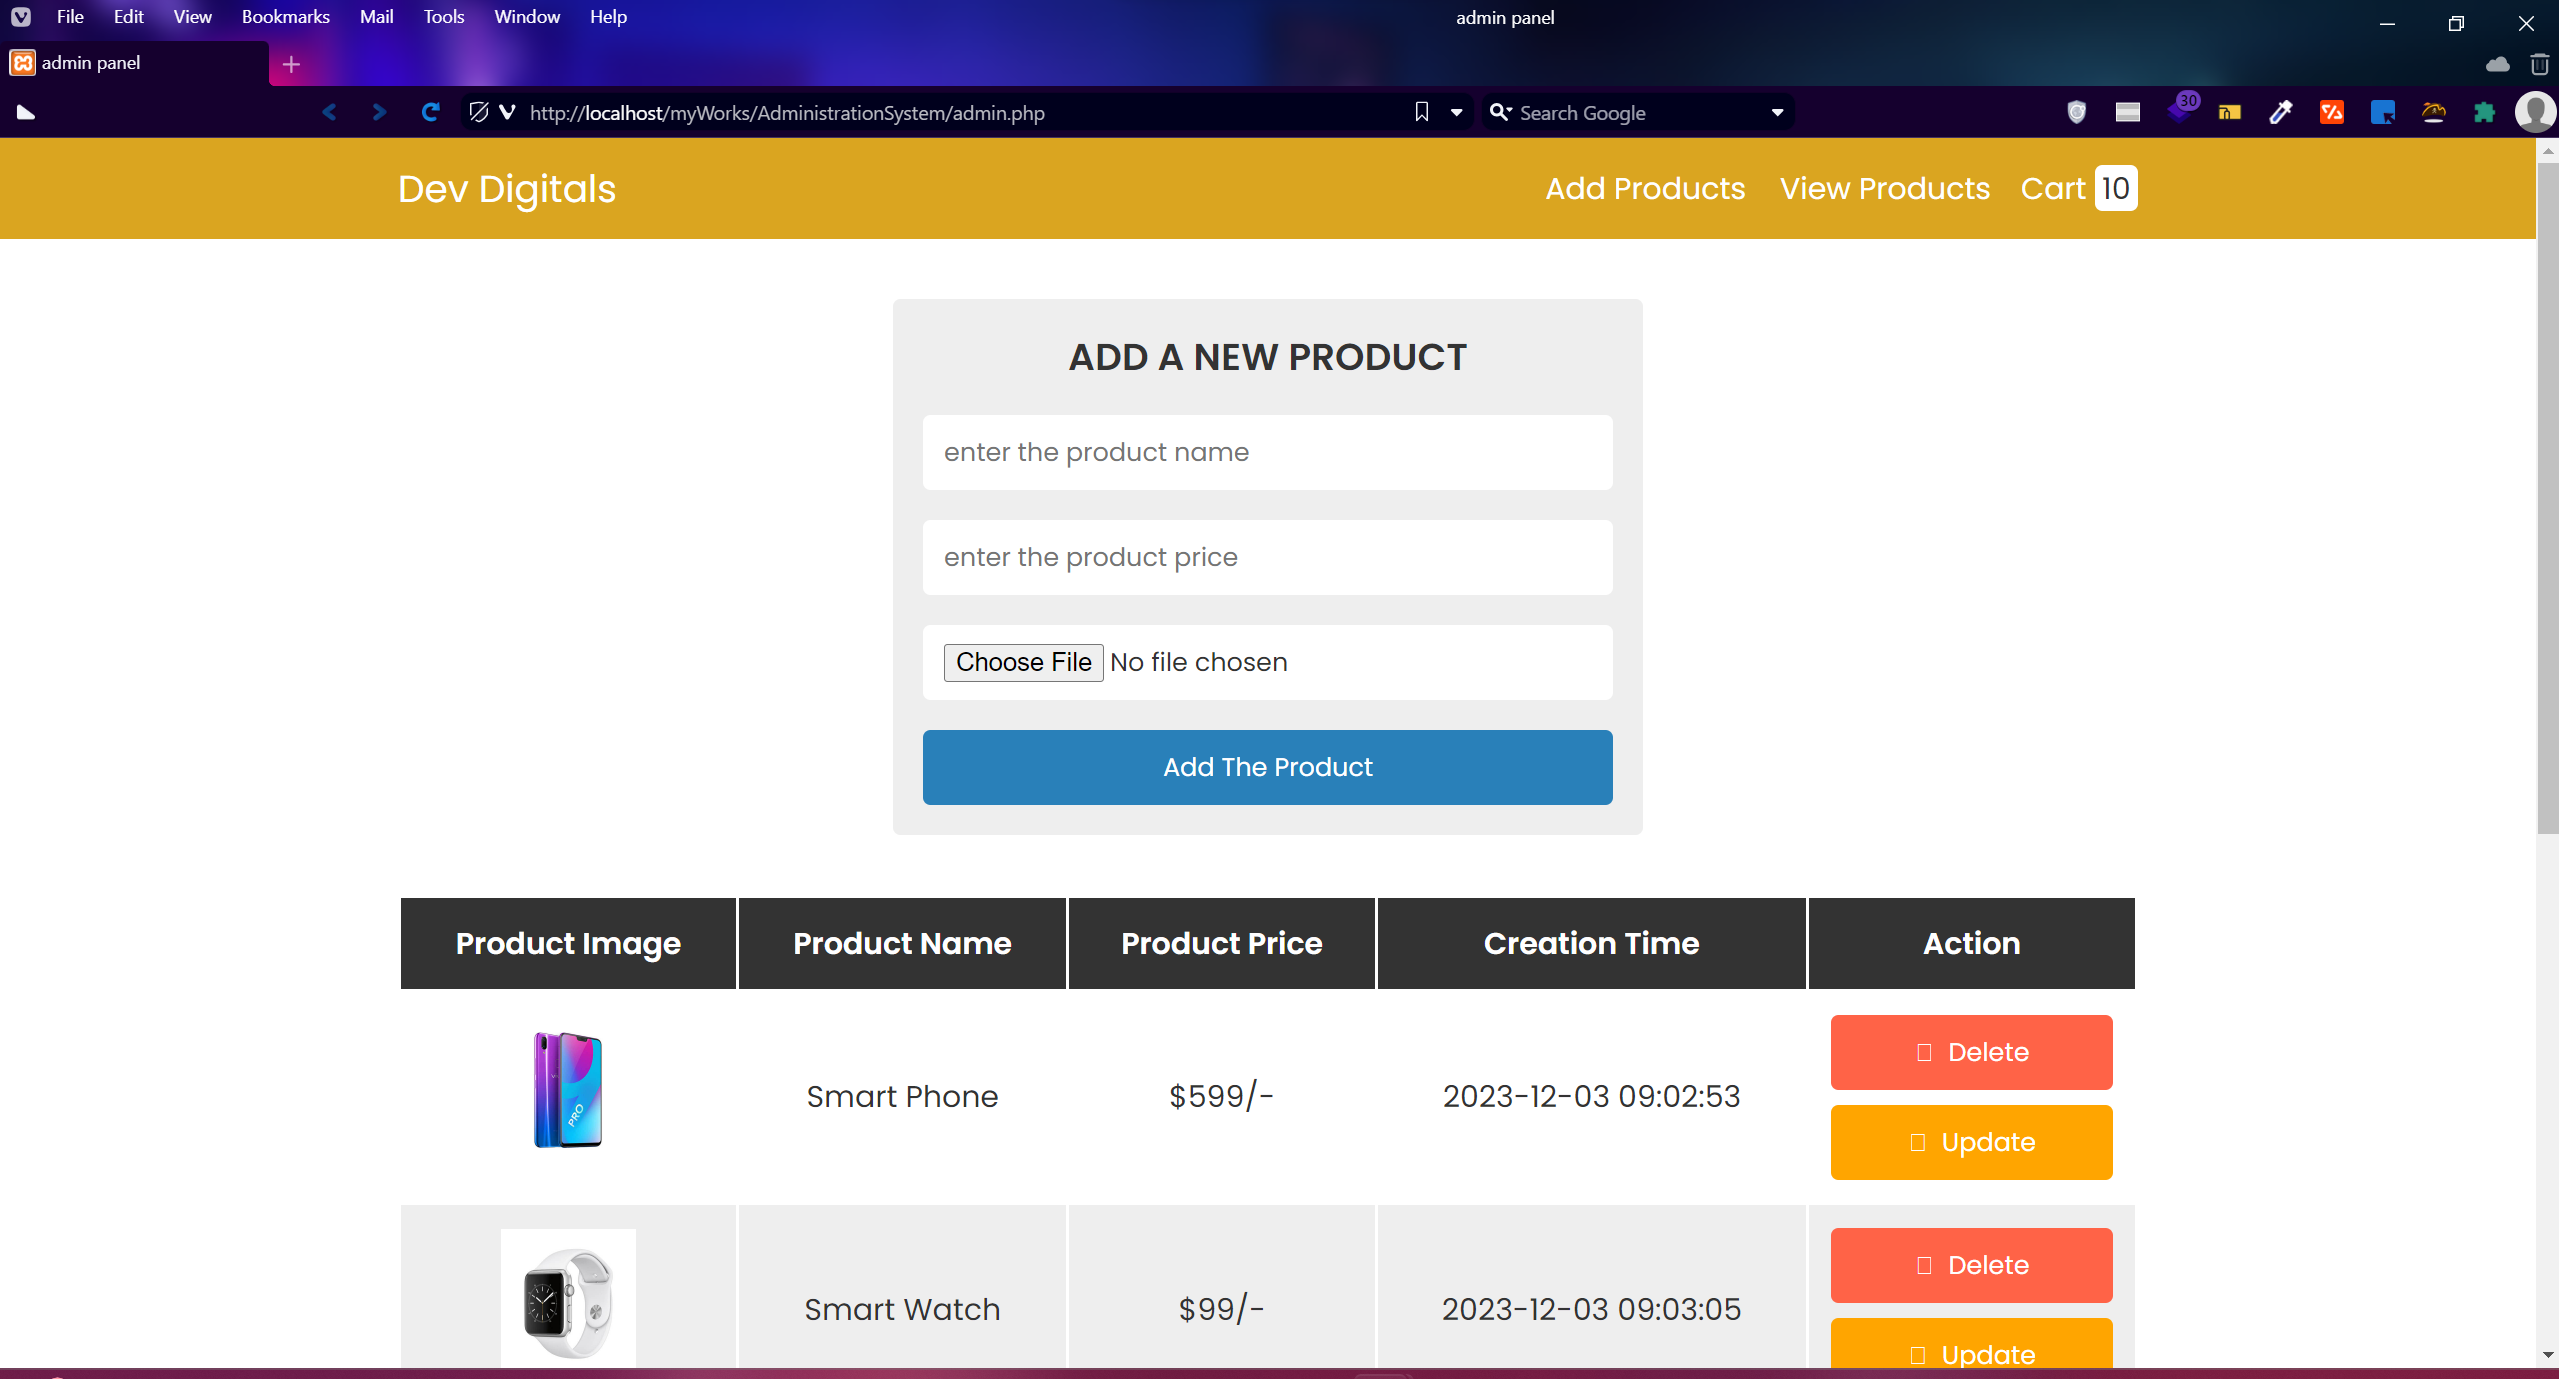 File Edit View Bookmarks Mail Tools Window Help admin panel
admin panel
http://localhost/myWorks/AdministrationSystem/admin.php Search Google 30
Dev Digitals Add Products View Products Cart 10
ADD A NEW PRODUCT
enter the product name
enter the product price
Choose File No file chosen
Add The Product
Product Image Product Name Product Price Creation Time Action
PRO
Smart Phone $599/- 2023-12-03 09:02:53
Delete
Update
Smart Watch $99/- 2023-12-03 09:03:05
Delete
Update